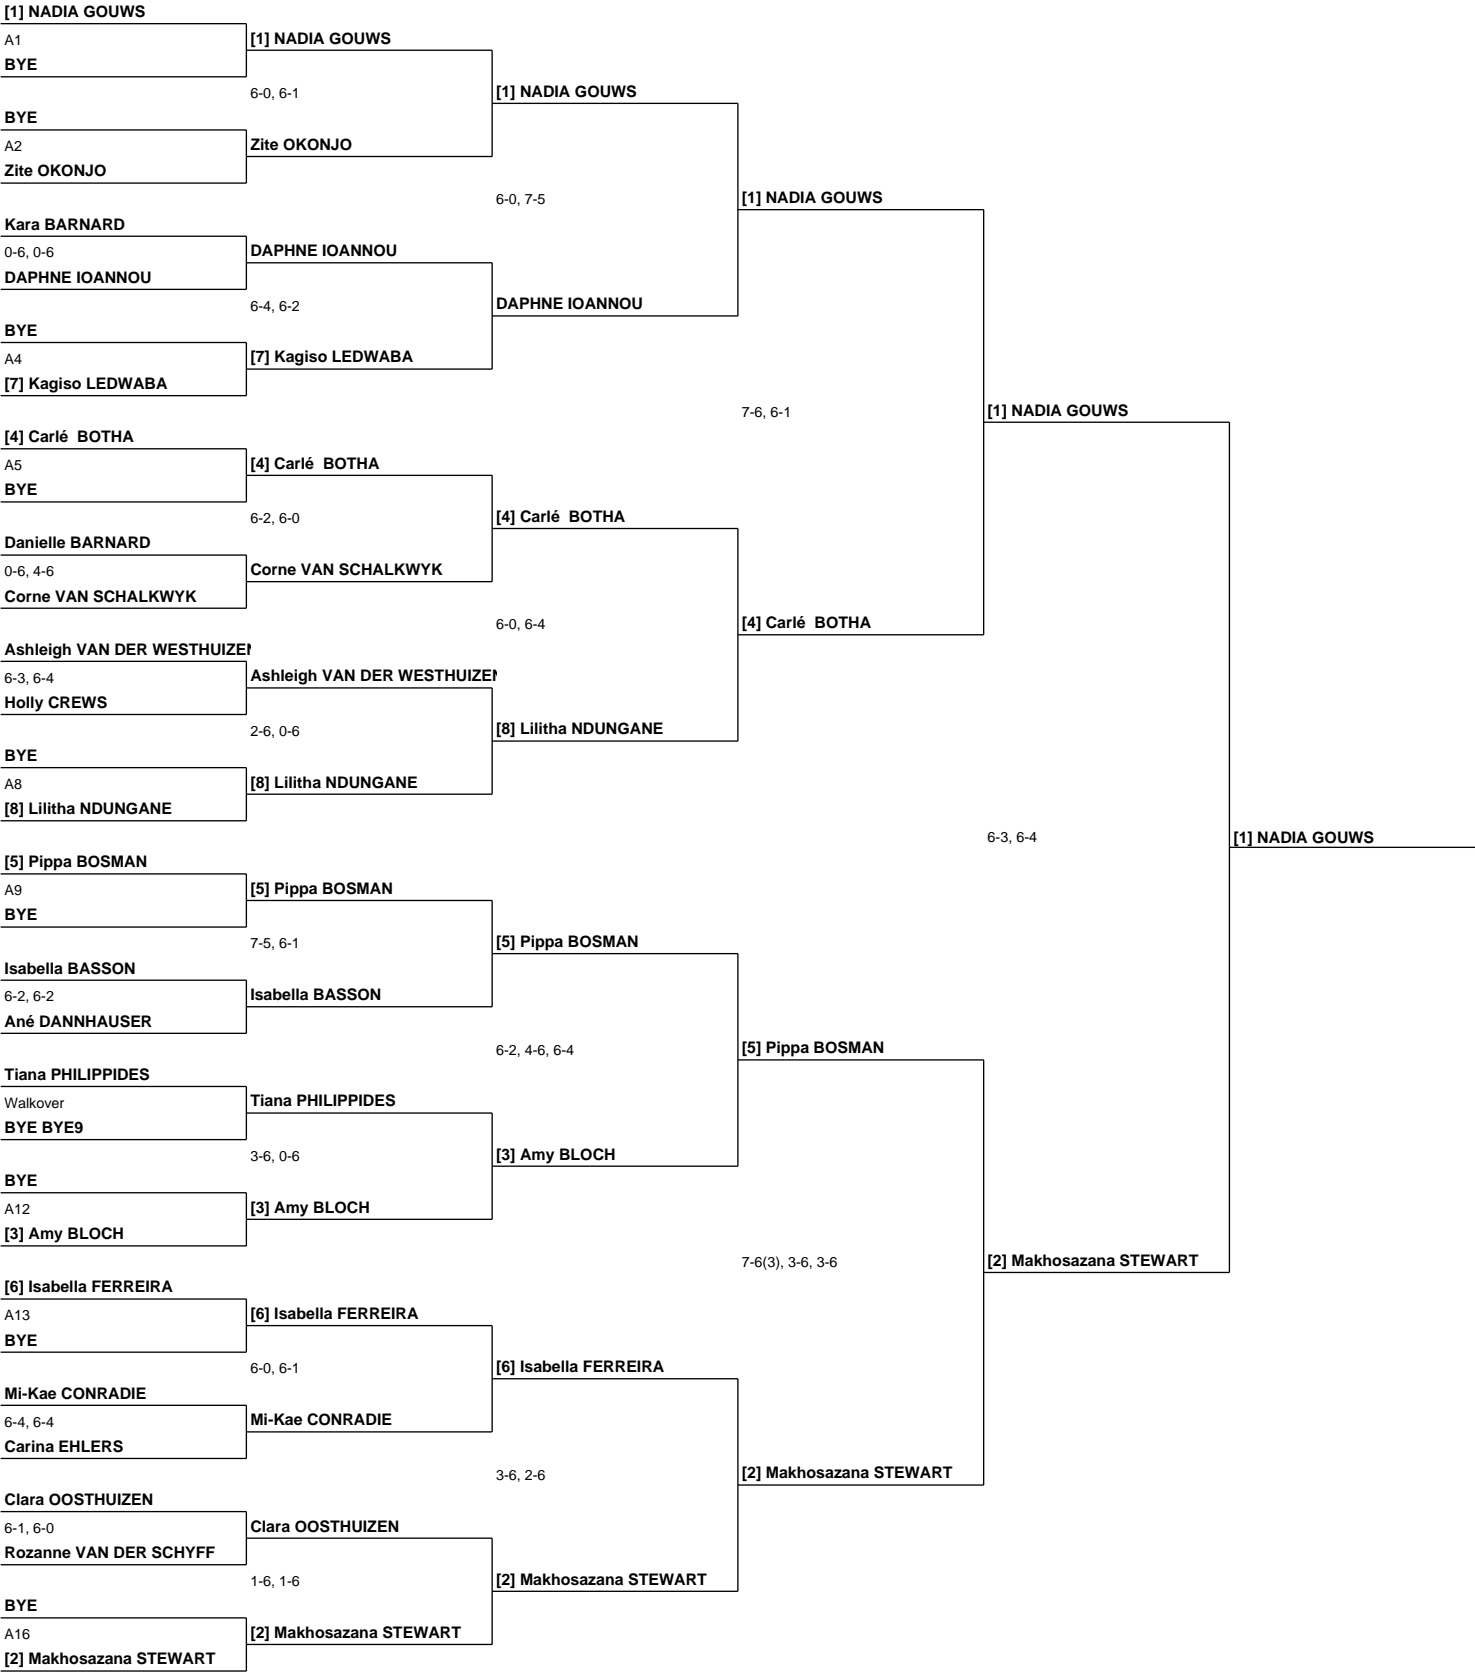 [1] NADIA GOUWS
A1
BYE
BYE
A2
Zite OKONJO
Kara BARNARD
0-6, 0-6
DAPHNE IOANNOU
BYE
A4
[7] Kagiso LEDWABA
[4] Carlé  BOTHA
A5
BYE
Danielle BARNARD
0-6, 4-6
Corne VAN SCHALKWYK
Ashleigh VAN DER WESTHUIZEN
6-3, 6-4
Holly CREWS
BYE
A8
[8] Lilitha NDUNGANE
[5] Pippa BOSMAN
A9
BYE
Isabella BASSON
6-2, 6-2
Ané DANNHAUSER
Tiana PHILIPPIDES
Walkover
BYE BYE9
BYE
A12
[3] Amy BLOCH
[6] Isabella FERREIRA
A13
BYE
Mi-Kae CONRADIE
6-4, 6-4
Carina EHLERS
Clara OOSTHUIZEN
6-1, 6-0
Rozanne VAN DER SCHYFF
BYE
A16
[2] Makhosazana STEWART
[1] NADIA GOUWS
6-0, 6-1
Zite OKONJO
DAPHNE IOANNOU
6-4, 6-2
[7] Kagiso LEDWABA
[4] Carlé  BOTHA
6-2, 6-0
Corne VAN SCHALKWYK
Ashleigh VAN DER WESTHUIZEN
2-6, 0-6
[8] Lilitha NDUNGANE
[5] Pippa BOSMAN
7-5, 6-1
Isabella BASSON
Tiana PHILIPPIDES
3-6, 0-6
[3] Amy BLOCH
[6] Isabella FERREIRA
6-0, 6-1
Mi-Kae CONRADIE
Clara OOSTHUIZEN
1-6, 1-6
[2] Makhosazana STEWART
[1] NADIA GOUWS
6-0, 7-5
DAPHNE IOANNOU
[4] Carlé  BOTHA
6-0, 6-4
[8] Lilitha NDUNGANE
[5] Pippa BOSMAN
6-2, 4-6, 6-4
[3] Amy BLOCH
[6] Isabella FERREIRA
3-6, 2-6
[2] Makhosazana STEWART
[1] NADIA GOUWS
7-6, 6-1
[4] Carlé  BOTHA
[5] Pippa BOSMAN
7-6(3), 3-6, 3-6
[2] Makhosazana STEWART
[1] NADIA GOUWS
6-3, 6-4
[2] Makhosazana STEWART
[1] NADIA GOUWS